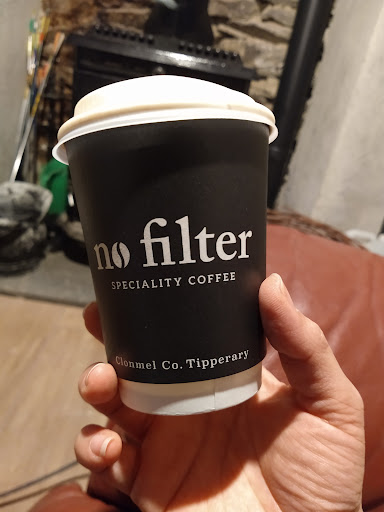 no filter
SPECIALITY COFFEE
Clonmel Co. Tipperary